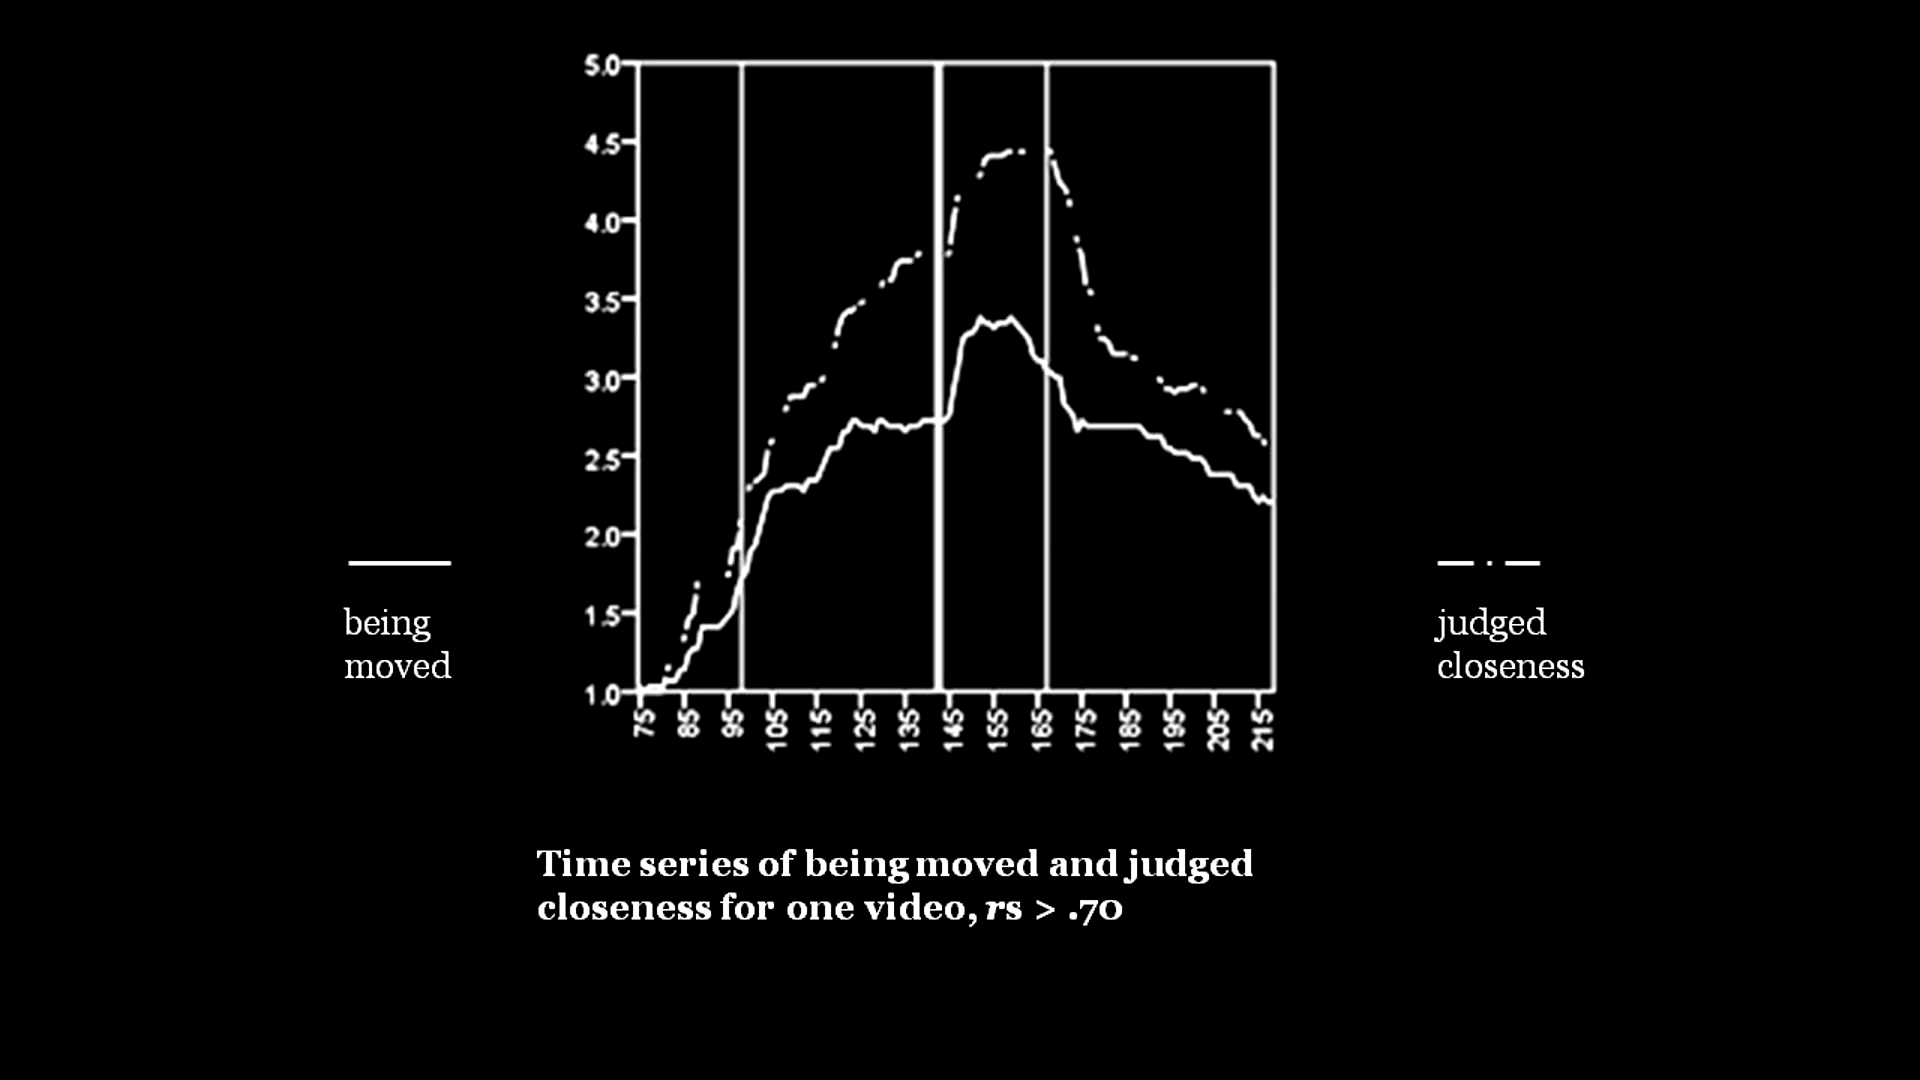 5.0
4.5
4.0
3.5
3.0
2.5
2.0
1.5
1.0
75 85 95 105 115 125 135 145 155 165 175 185 195 205 215
being
moved
judged
closeness
Time series of being moved and judged
closeness for one video, rs > .70